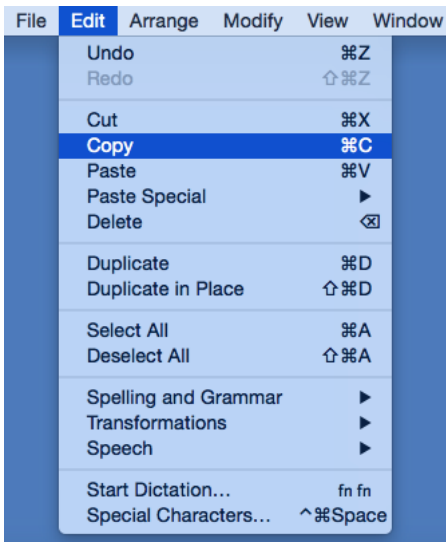 File Edit Arrange Modify View Window
Undo ⌘Z
Redo ⇧⌘Z
Cut ⌘X
Copy ⌘C
Paste ⌘V
Paste Special ▶
Delete ⌫
Duplicate ⌘D
Duplicate in Place ⇧⌘D
Select All ⌘A
Deselect All ⇧⌘A
Spelling and Grammar ▶
Transformations ▶
Speech ▶
Start Dictation... fn fn
Special Characters... ^⌘Space